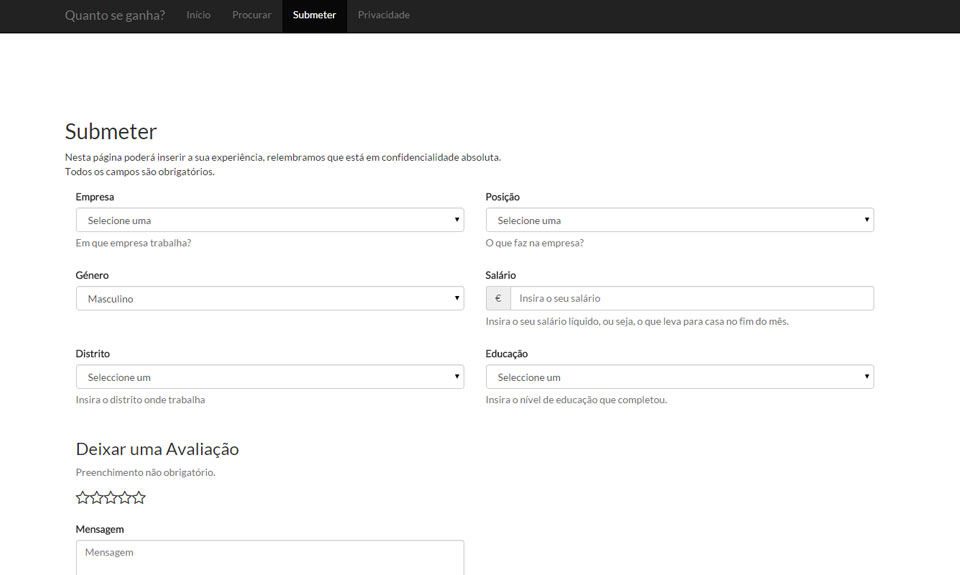 Quanto se ganha? Início Procurar Submeter Privacidade
Submeter
Nesta página poderá inserir a sua experiência, relembramos que está em confidencialidade absoluta.
Todos os campos são obrigatórios.
Empresa Posição
Selecione uma Selecione uma
Em que empresa trabalha? O que faz na empresa?
Género Salário
Masculino € Insira o seu salário
Insira o seu salário líquido, ou seja, o que leva para casa no fim do mês.
Distrito Educação
Seleccione um Seleccione um
Insira o distrito onde trabalha Insira o nível de educação que completou.
Deixar uma Avaliação
Preenchimento não obrigatório.
Mensagem
Mensagem